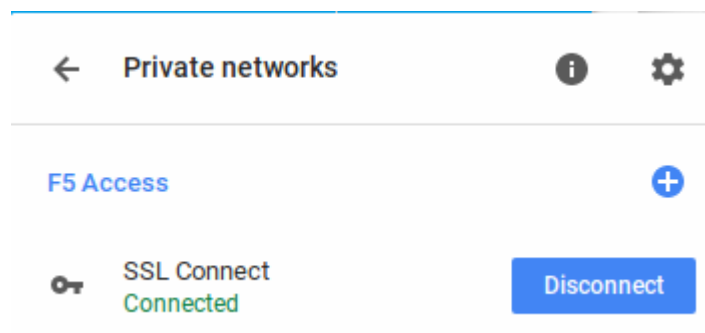 Private networks
F5 Access
SSL Connect
Connected
Disconnect